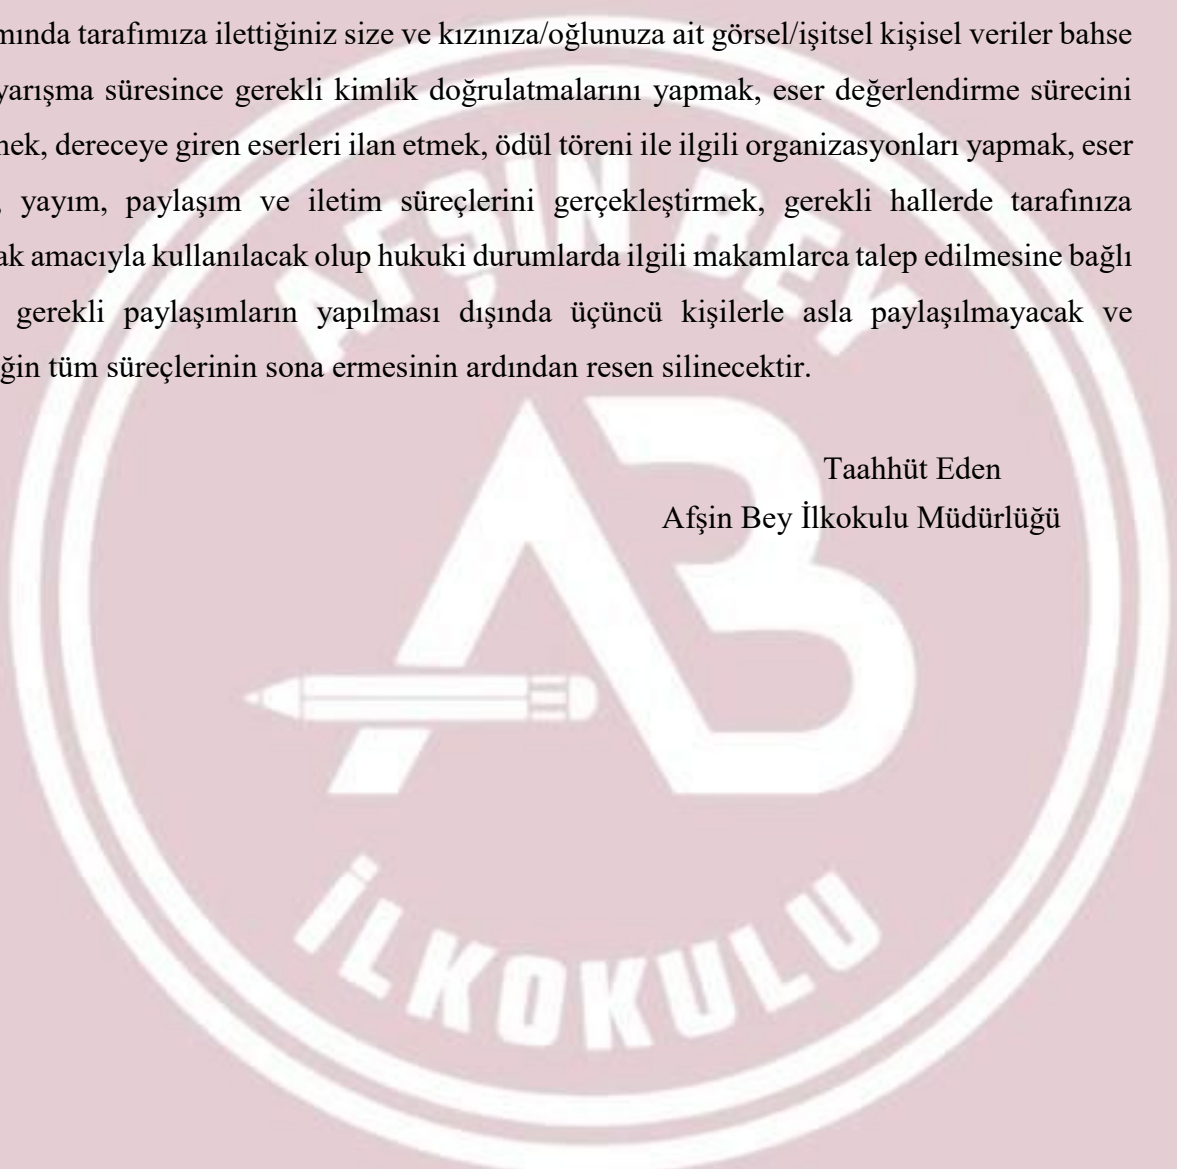 mında tarafımıza ilettiğiniz size ve kızınıza/oğlunuza ait görsel/işitsel kişisel veriler bahse
yarışma süresince gerekli kimlik doğrulatmalarını yapmak, eser değerlendirme sürecini
mek, dereceye giren eserleri ilan etmek, ödül töreni ile ilgili organizasyonları yapmak, eser
, yayım, paylaşım ve iletim süreçlerini gerçekleştirmek, gerekli hallerde tarafınıza
ak amacıyla kullanılacak olup hukuki durumlarda ilgili makamlarca talep edilmesine bağlı
gerekli paylaşımların yapılması dışında üçüncü kişilerle asla paylaşılmayacak ve
ğin tüm süreçlerinin sona ermesinin ardından resen silinecektir.
Taahhüt Eden
Afşin Bey İlkokulu Müdürlüğü
AFŞİN BEY
AB
İLKOKULU